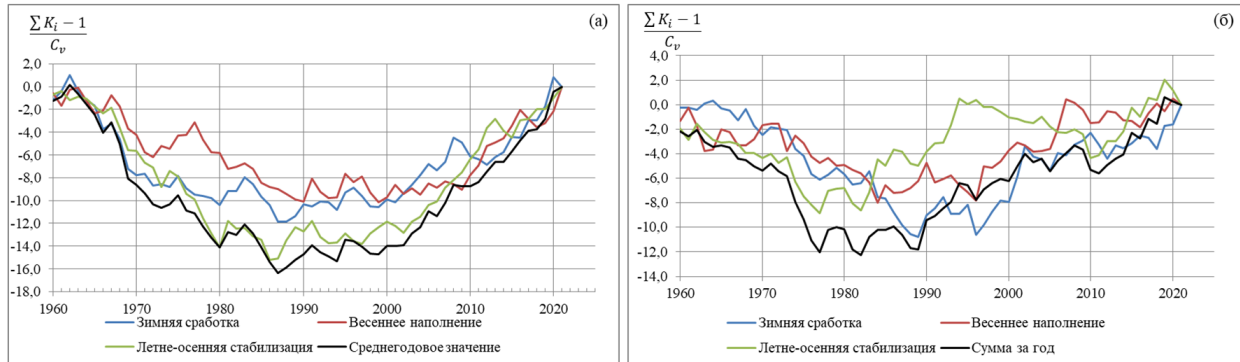 ∑ K_i − 1
C_v
(а)
2,0
0,0
-2,0
-4,0
-6,0
-8,0
-10,0
-12,0
-14,0
-16,0
-18,0
1960 1970 1980 1990 2000 2010 2020
Зимняя сработка Весеннее наполнение
Летне-осенняя стабилизация Среднегодовое значение
∑ K_i − 1
C_v
(б)
4,0
2,0
0,0
-2,0
-4,0
-6,0
-8,0
-10,0
-12,0
-14,0
1960 1970 1980 1990 2000 2010 2020
Зимняя сработка Весеннее наполнение
Летне-осенняя стабилизация Сумма за год